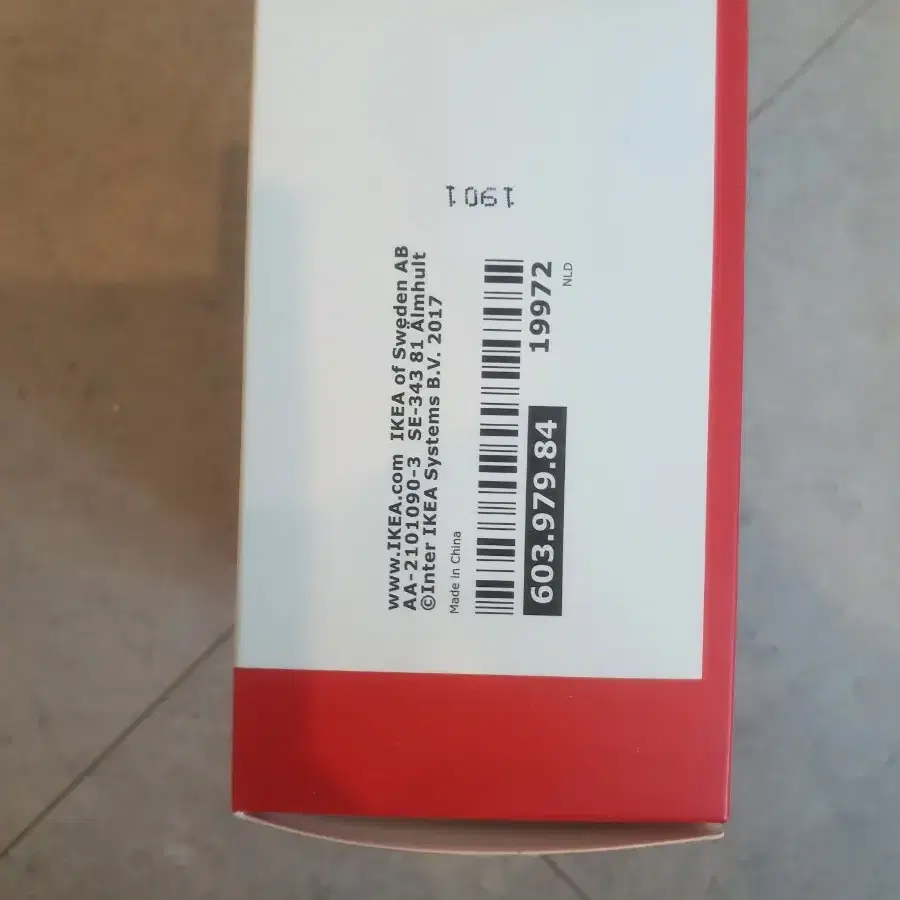 www.IKEA.com IKEA of Sweden AB
AA-2101090-3 SE-343 81 Älmhult
©Inter IKEA Systems B.V. 2017
Made in China
603.979.84 19972
NLD
1901